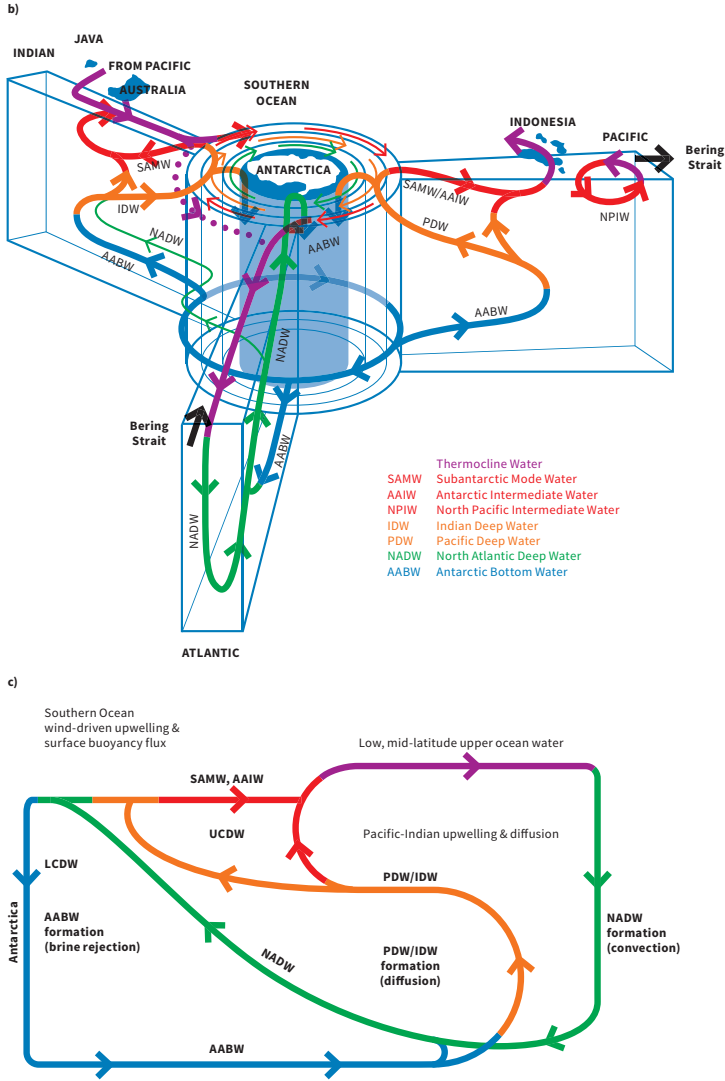 b)
JAVA
INDIAN
FROM PACIFIC
AUSTRALIA
SOUTHERN
OCEAN
INDONESIA
PACIFIC
Bering
Strait
ANTARCTICA
SAMW
SAMW/AAIW
IDW
NPIW
PDW
NADW
AABW
AABW
AABW
NADW
Bering
Strait
AABW
NADW
Thermocline Water
SAMW Subantarctic Mode Water
AAIW Antarctic Intermediate Water
NPIW North Pacific Intermediate Water
IDW Indian Deep Water
PDW Pacific Deep Water
NADW North Atlantic Deep Water
AABW Antarctic Bottom Water
ATLANTIC
c)
Southern Ocean
wind-driven upwelling &
surface buoyancy flux
Low, mid-latitude upper ocean water
SAMW, AAIW
UCDW
Pacific-Indian upwelling & diffusion
LCDW
PDW/IDW
Antarctica
AABW
formation
(brine rejection)
NADW
formation
(convection)
NADW
PDW/IDW
formation
(diffusion)
AABW